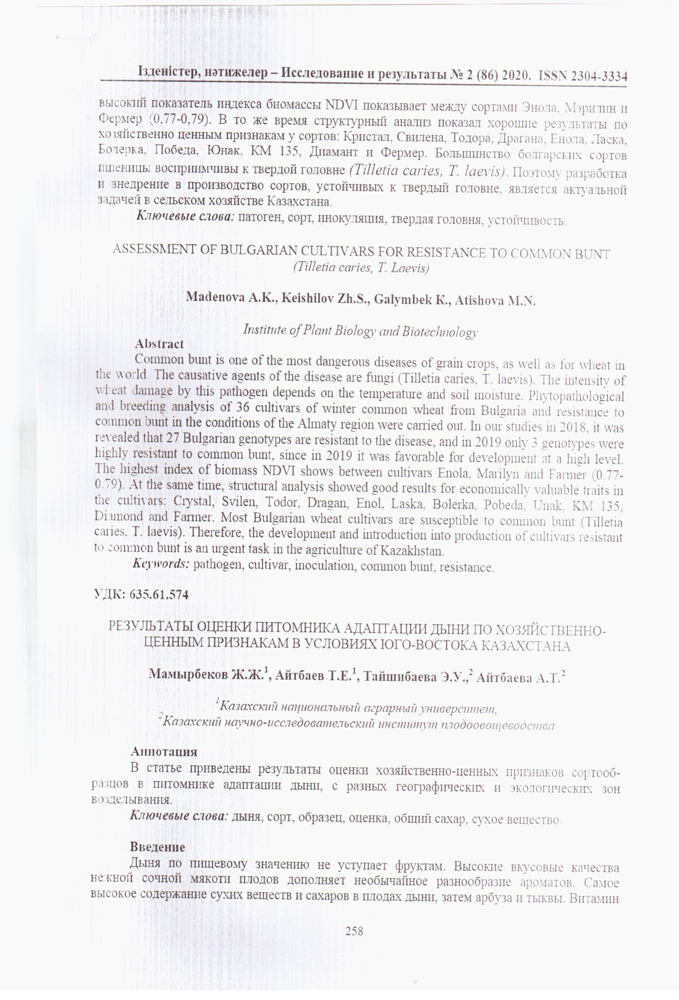 Ізденістер, нәтижелер – Исследование и результаты № 2 (86) 2020. ISSN 2304-3334
высокий показатель индекса биомассы NDVI показывает между сортами Энола, Мэрилин и
Фермер (0,77-0,79). В то же время структурный анализ показал хорошие результаты по
хозяйственно ценным признакам у сортов: Кристал, Свилена, Тодора, Драгана, Енола, Ласка,
Болерка, Победа, Юнак, КМ 135, Диамант и Фермер. Большинство болгарских сортов
пшеницы восприимчивы к твердой головне (Tilletia caries, T. laevis). Поэтому разработка
и внедрение в производство сортов, устойчивых к твердый головне, является актуальной
задачей в сельском хозяйстве Казахстана.
Ключевые слова: патоген, сорт, инокуляция, твердая головня, устойчивость.
ASSESSMENT OF BULGARIAN CULTIVARS FOR RESISTANCE TO COMMON BUNT
(Tilletia caries, T. Laevis)
Madenova A.K., Keishilov Zh.S., Galymbek K., Atishova M.N.
Institute of Plant Biology and Biotechnology
Abstract
Common bunt is one of the most dangerous diseases of grain crops, as well as for wheat in
the world. The causative agents of the disease are fungi (Tilletia caries, T. laevis). The intensity of
wheat damage by this pathogen depends on the temperature and soil moisture. Phytopathological
and breeding analysis of 36 cultivars of winter common wheat from Bulgaria and resistance to
common bunt in the conditions of the Almaty region were carried out. In our studies in 2018, it was
revealed that 27 Bulgarian genotypes are resistant to the disease, and in 2019 only 3 genotypes were
highly resistant to common bunt, since in 2019 it was favorable for development at a high level.
The highest index of biomass NDVI shows between cultivars Enola, Marilyn and Farmer (0.77-
0.79). At the same time, structural analysis showed good results for economically valuable traits in
the cultivars: Crystal, Svilen, Todor, Dragan, Enol, Laska, Bolerka, Pobeda, Unak, KM 135,
Diamond and Farmer. Most Bulgarian wheat cultivars are susceptible to common bunt (Tilletia
caries, T. laevis). Therefore, the development and introduction into production of cultivars resistant
to common bunt is an urgent task in the agriculture of Kazakhstan.
Keywords: pathogen, cultivar, inoculation, common bunt, resistance.
УДК: 635.61.574
РЕЗУЛЬТАТЫ ОЦЕНКИ ПИТОМНИКА АДАПТАЦИИ ДЫНИ ПО ХОЗЯЙСТВЕННО-
ЦЕННЫМ ПРИЗНАКАМ В УСЛОВИЯХ ЮГО-ВОСТОКА КАЗАХСТАНА
Мамырбеков Ж.Ж.¹, Айтбаев Т.Е.¹, Тайшибаева Э.У.,² Айтбаева А.Т.²
¹Казахский национальный аграрный университет,
²Казахский научно-исследовательский институт плодоовощеводства
Аннотация
В статье приведены результаты оценки хозяйственно-ценных признаков сортооб-
разцов в питомнике адаптации дыни, с разных географических и экологических зон
возделывания.
Ключевые слова: дыня, сорт, образец, оценка, общий сахар, сухое вещество.
Введение
Дыня по пищевому значению не уступает фруктам. Высокие вкусовые качества
нежной сочной мякоти плодов дополняет необычайное разнообразие ароматов. Самое
высокое содержание сухих веществ и сахаров в плодах дыни, затем арбуза и тыквы. Витамин
258